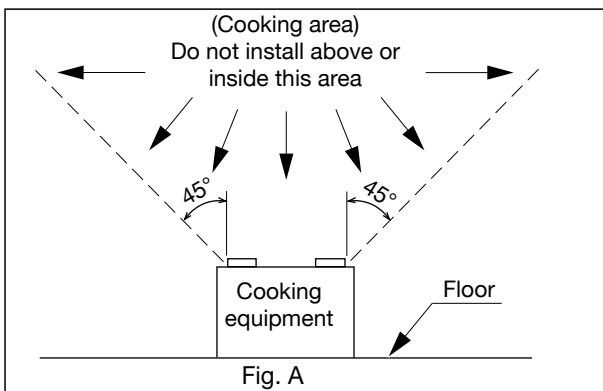 (Cooking area)
Do not install above or
inside this area
45°
45°
Cooking
equipment
Floor
Fig. A